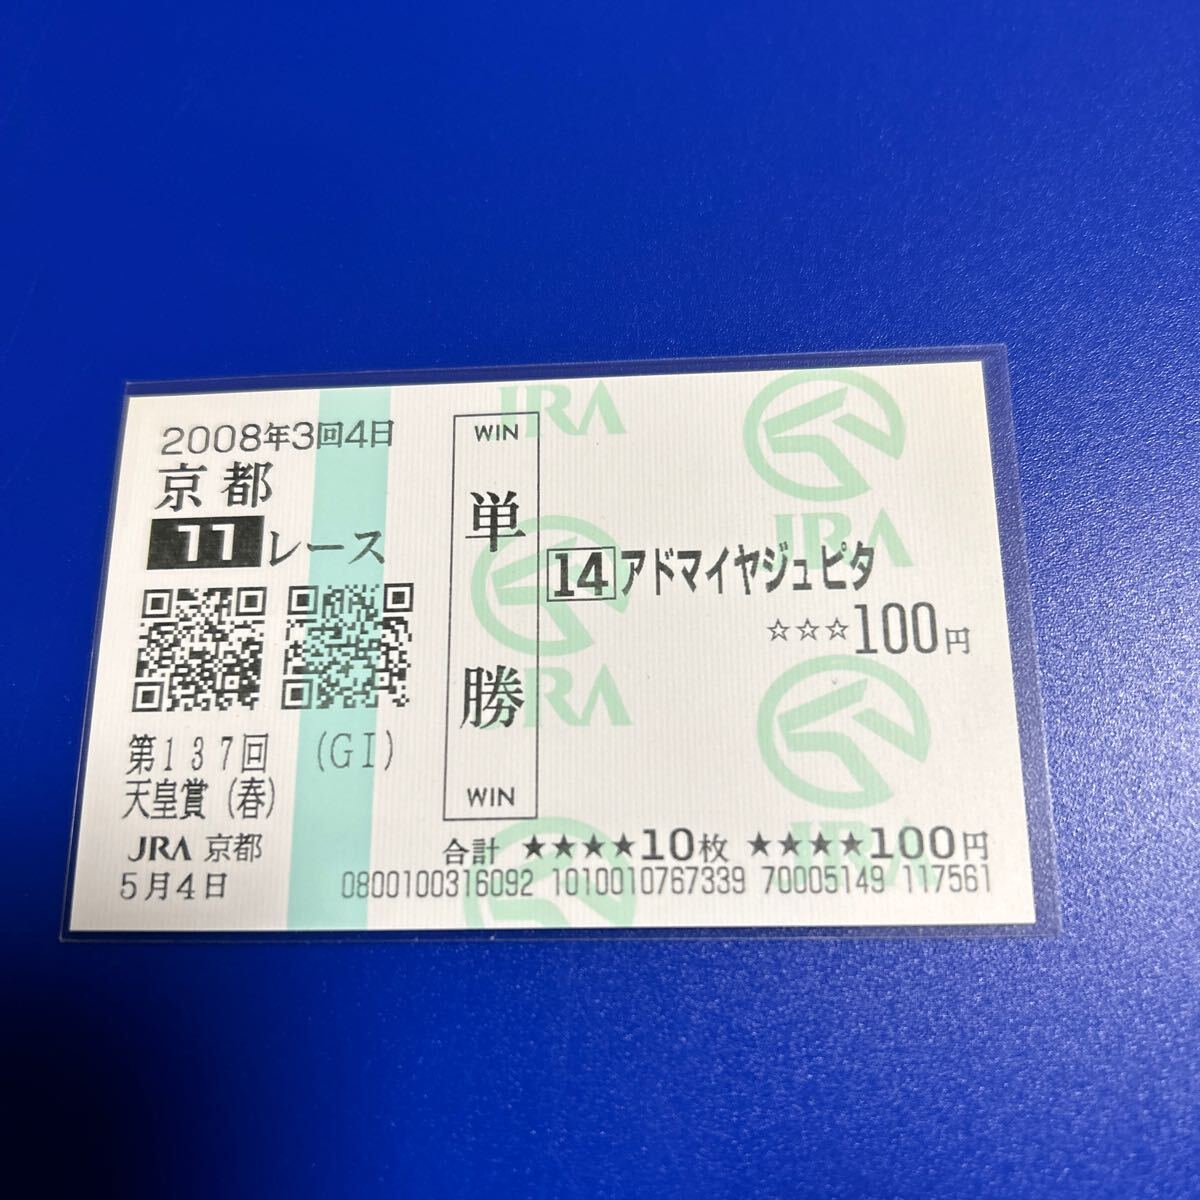 2008年3回4日
京都
11レース
第137回 (GⅠ)
天皇賞(春)
JRA 京都
5月4日
WIN
単
勝
WIN
14アドマイヤジュピタ
☆☆☆100円
合計 ★★★★10枚 ★★★★100円
0800100316092 1010010767339 70005149 117561
JRA
JRA
JRA
JRA